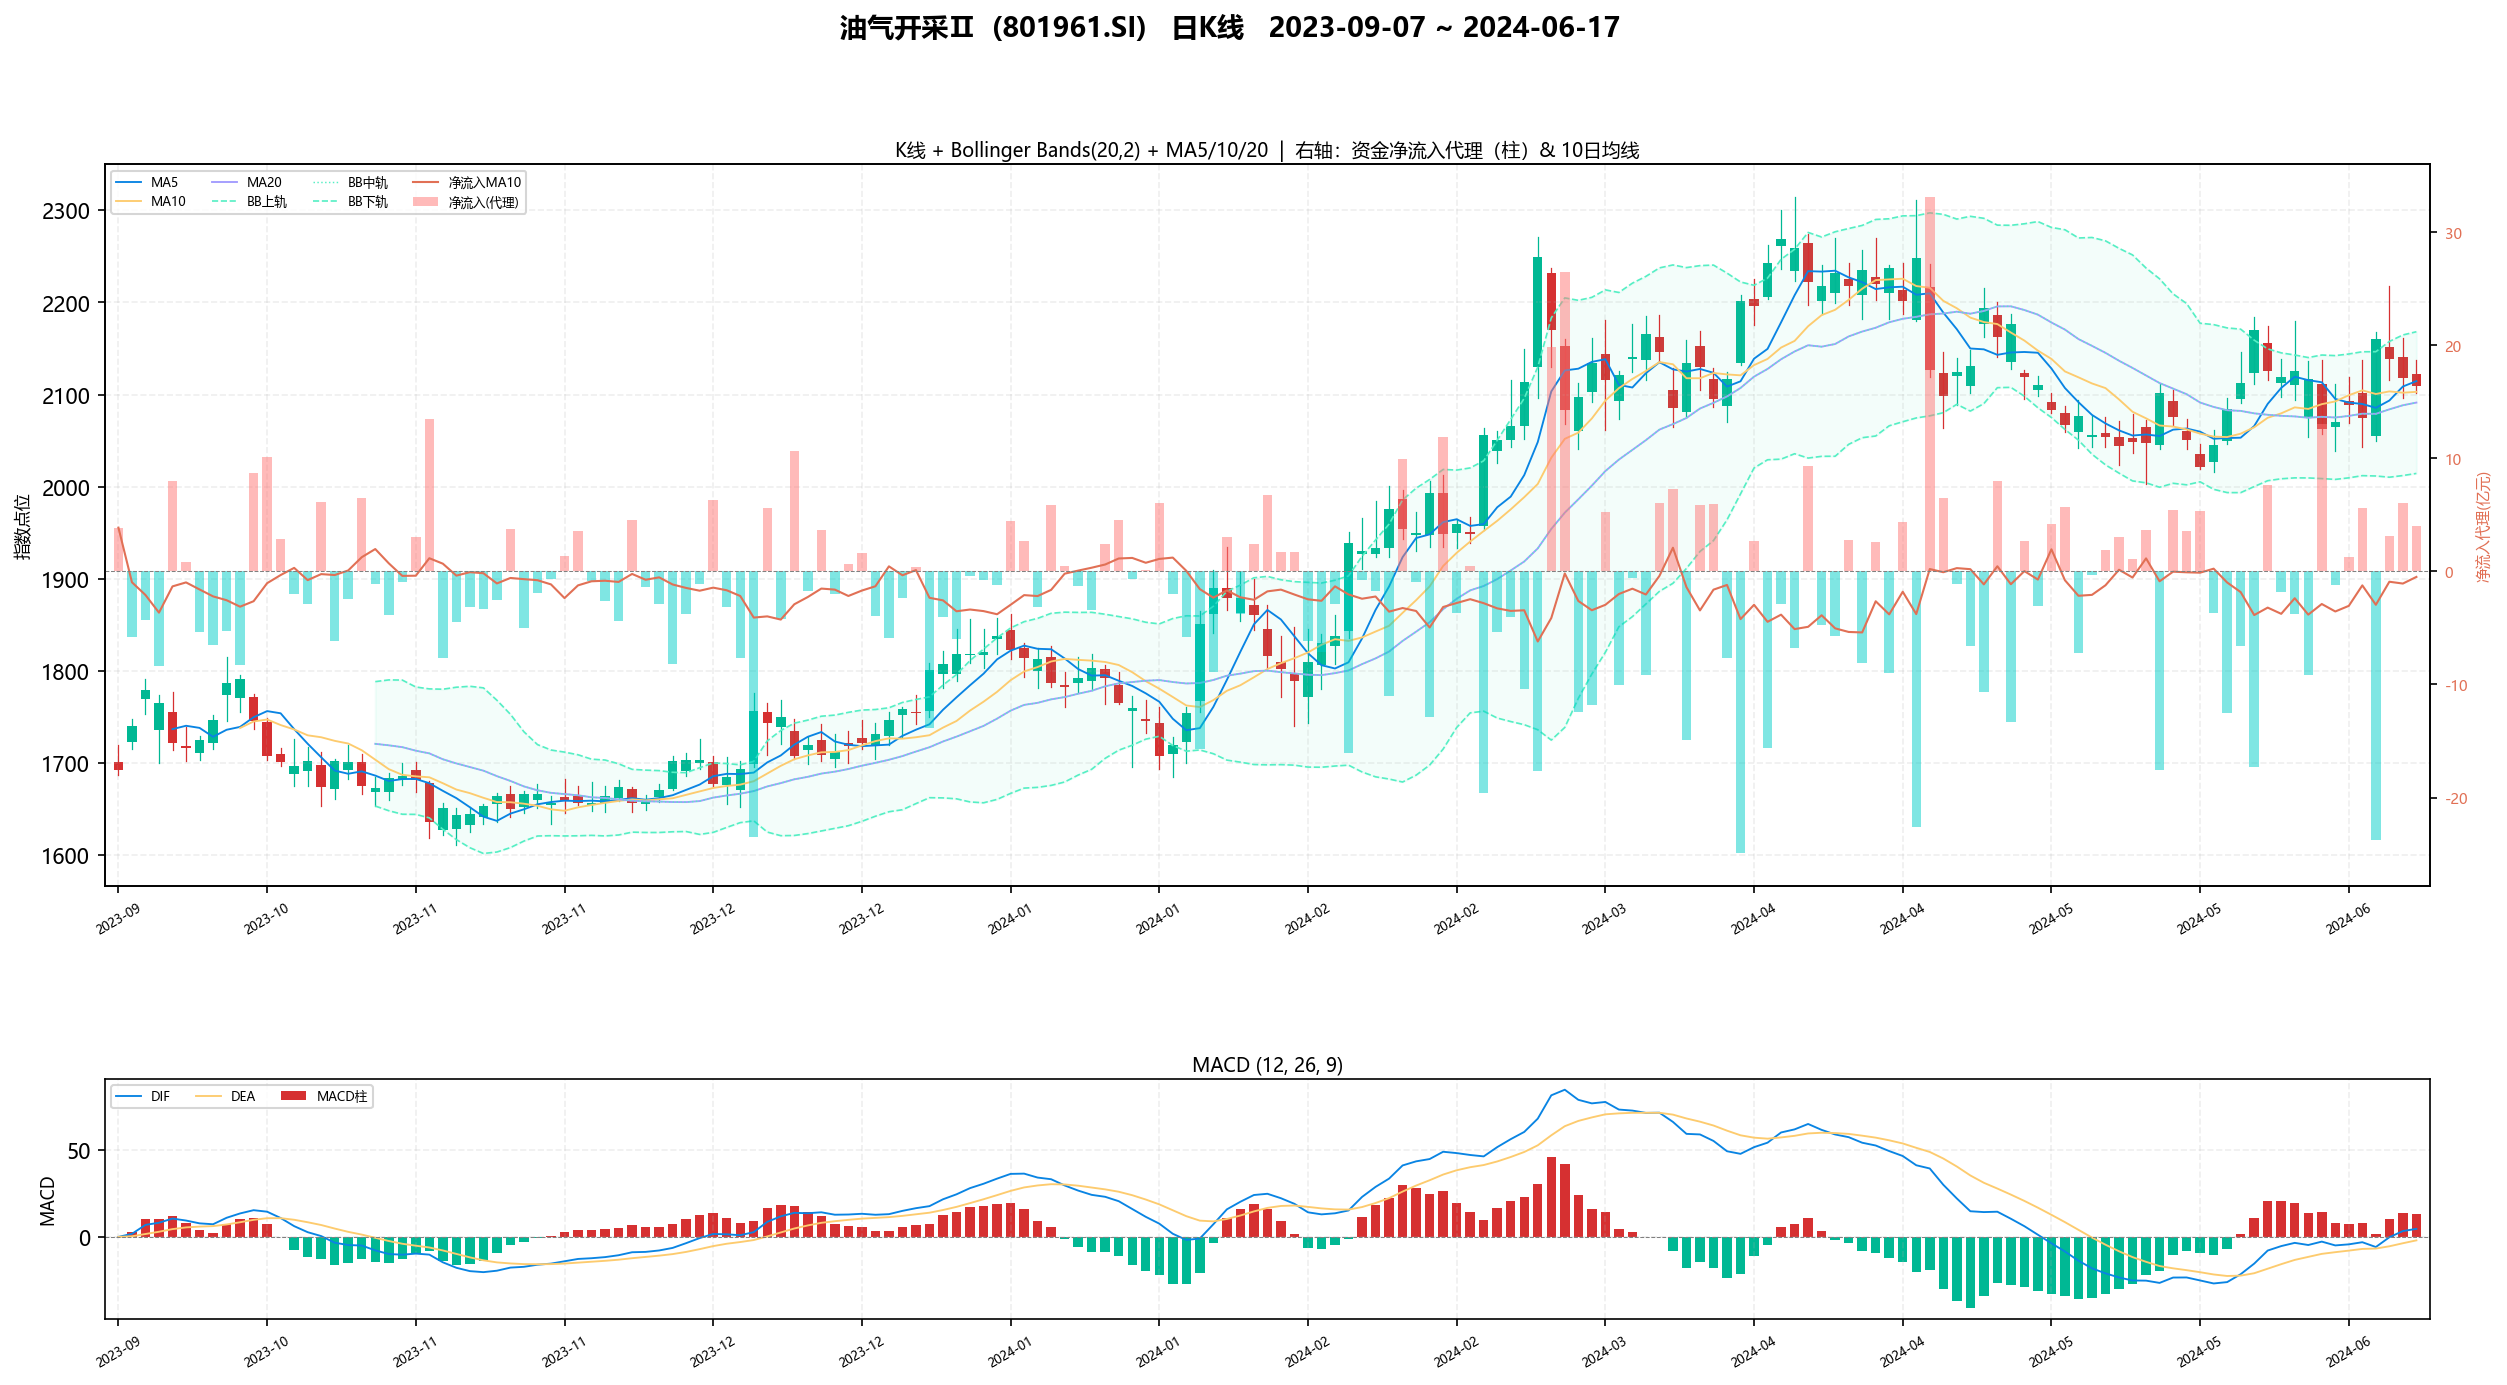 油气开采Ⅱ (801961.SI) 日K线 2023-09-07 ~ 2024-06-17
K线 + Bollinger Bands(20,2) + MA5/10/20 | 右轴：资金净流入代理（柱）& 10日均线
MA5 MA20 BB中轨 净流入MA10
MA10 BB上轨 BB下轨 净流入(代理)
指数点位
2300
2200
2100
2000
1900
1800
1700
1600
30
20
10
0
-10
-20
净流入代理(亿元)
2023-09 2023-10 2023-11 2023-11 2023-12 2023-12 2024-01 2024-01 2024-02 2024-02 2024-03 2024-04 2024-04 2024-05 2024-05 2024-06
MACD (12, 26, 9)
DIF DEA MACD柱
MACD
50
0
2023-09 2023-10 2023-11 2023-11 2023-12 2023-12 2024-01 2024-01 2024-02 2024-02 2024-03 2024-04 2024-04 2024-05 2024-05 2024-06